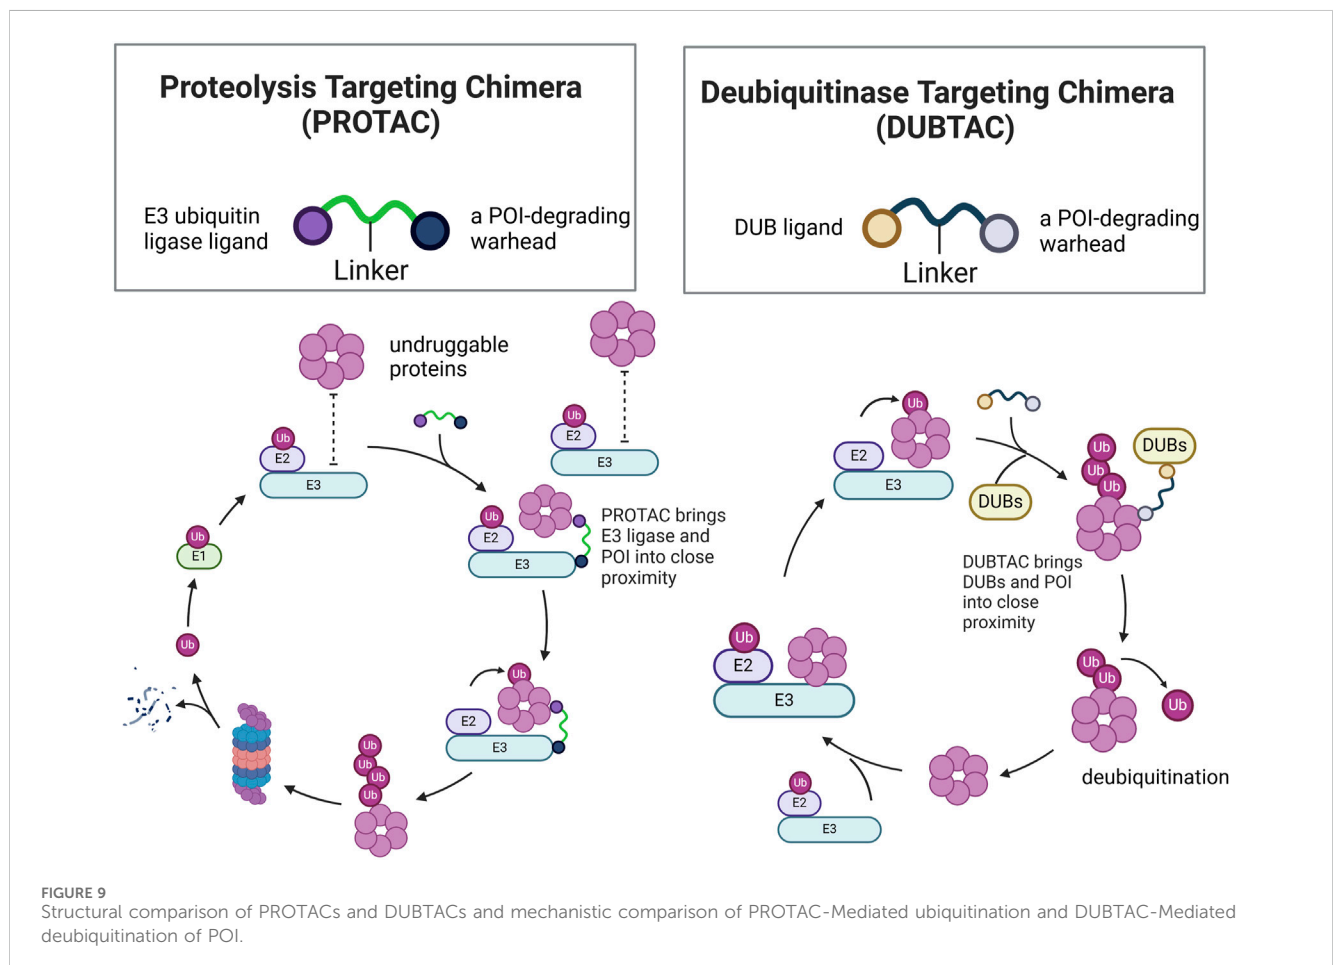 Proteolysis Targeting Chimera
(PROTAC)
E3 ubiquitin
ligase ligand
a POI-degrading
warhead
Linker
Deubiquitinase Targeting Chimera
(DUBTAC)
DUB ligand
a POI-degrading
warhead
Linker
undruggable
proteins
Ub
E2
E3
Ub
E2
E3
Ub
E1
Ub
E2
E3
PROTAC brings
E3 ligase and
POI into close
proximity
Ub
Ub
E2
E3
Ub
Ub
Ub
Ub
Ub
E2
E3
DUBs
Ub
Ub
Ub
DUBs
DUBTAC brings
DUBs and POI
into close
proximity
Ub
E2
E3
Ub
Ub
Ub
deubiquitination
Ub
E2
E3
FIGURE 9
Structural comparison of PROTACs and DUBTACs and mechanistic comparison of PROTAC-Mediated ubiquitination and DUBTAC-Mediated
deubiquitination of POI.